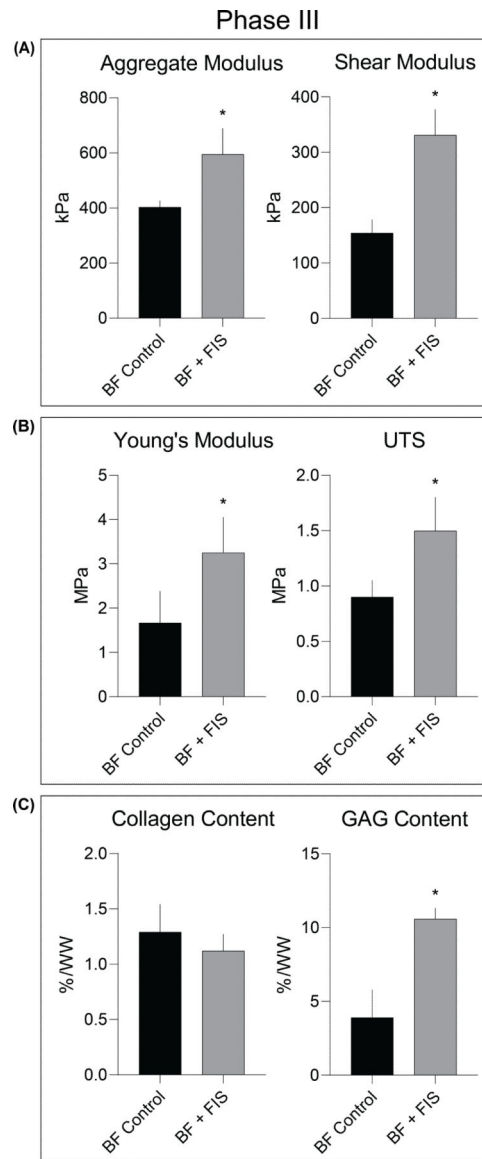 Phase III
(A)
Aggregate Modulus
kPa
800
600
400
200
0
*
BF Control
BF + FIS
Shear Modulus
kPa
400
300
200
100
0
*
BF Control
BF + FIS
(B)
Young's Modulus
MPa
5
4
3
2
1
0
*
BF Control
BF + FIS
UTS
MPa
2.0
1.5
1.0
0.5
0.0
*
BF Control
BF + FIS
(C)
Collagen Content
%/WW
2.0
1.5
1.0
0.5
0.0
BF Control
BF + FIS
GAG Content
%/WW
15
10
5
0
*
BF Control
BF + FIS